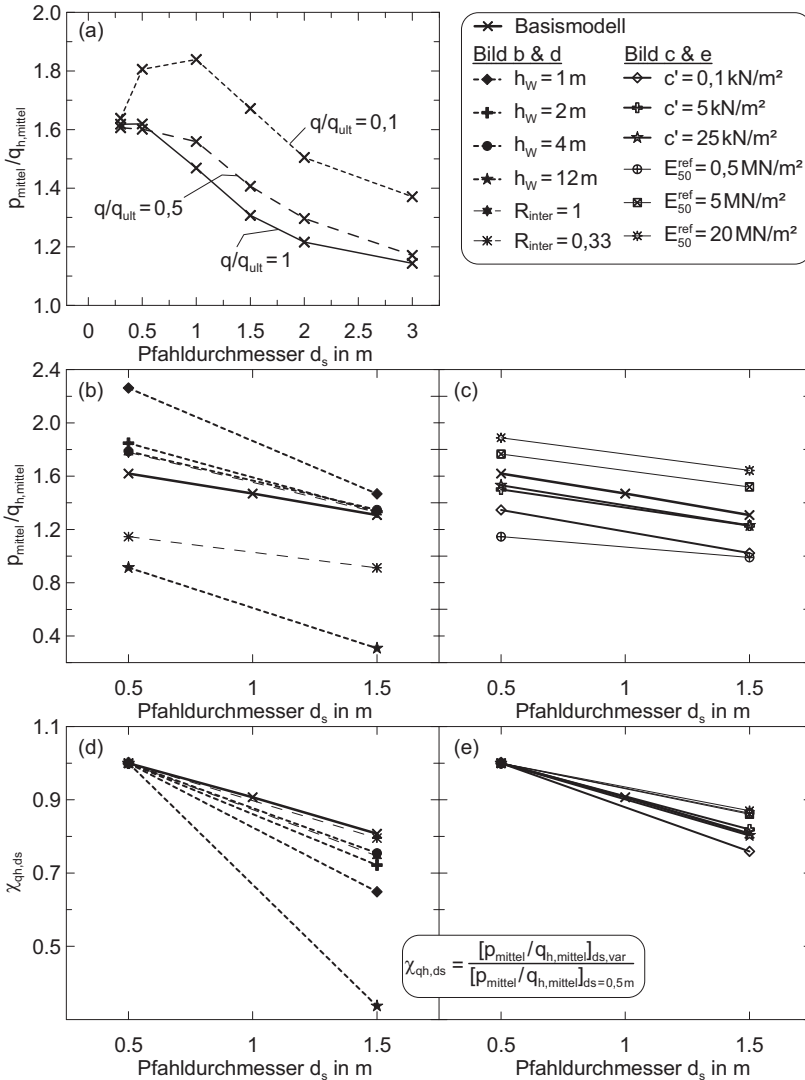 (a)
2.0
1.8
1.6
1.4
1.2
1.0
p_mittel/q_h,mittel
q/q_ult = 0,1
q/q_ult = 0,5
q/q_ult = 1
0
0.5
1
1.5
2
2.5
3
Pfahldurchmesser d_s in m
Basismodell
Bild b & d
h_W = 1 m
h_W = 2 m
h_W = 4 m
h_W = 12 m
R_inter = 1
R_inter = 0,33
Bild c & e
c' = 0,1 kN/m²
c' = 5 kN/m²
c' = 25 kN/m²
E_50^ref = 0,5 MN/m²
E_50^ref = 5 MN/m²
E_50^ref = 20 MN/m²
(b)
2.4
2.0
1.6
1.2
0.8
0.4
p_mittel/q_h,mittel
0.5
1
1.5
Pfahldurchmesser d_s in m
(c)
0.5
1
1.5
Pfahldurchmesser d_s in m
(d)
1.1
0.9
0.7
0.5
χ_qh,ds
0.5
1
1.5
Pfahldurchmesser d_s in m
(e)
χ_qh,ds = [p_mittel/q_h,mittel]_ds,var
[p_mittel/q_h,mittel]_ds=0,5m
0.5
1
1.5
Pfahldurchmesser d_s in m